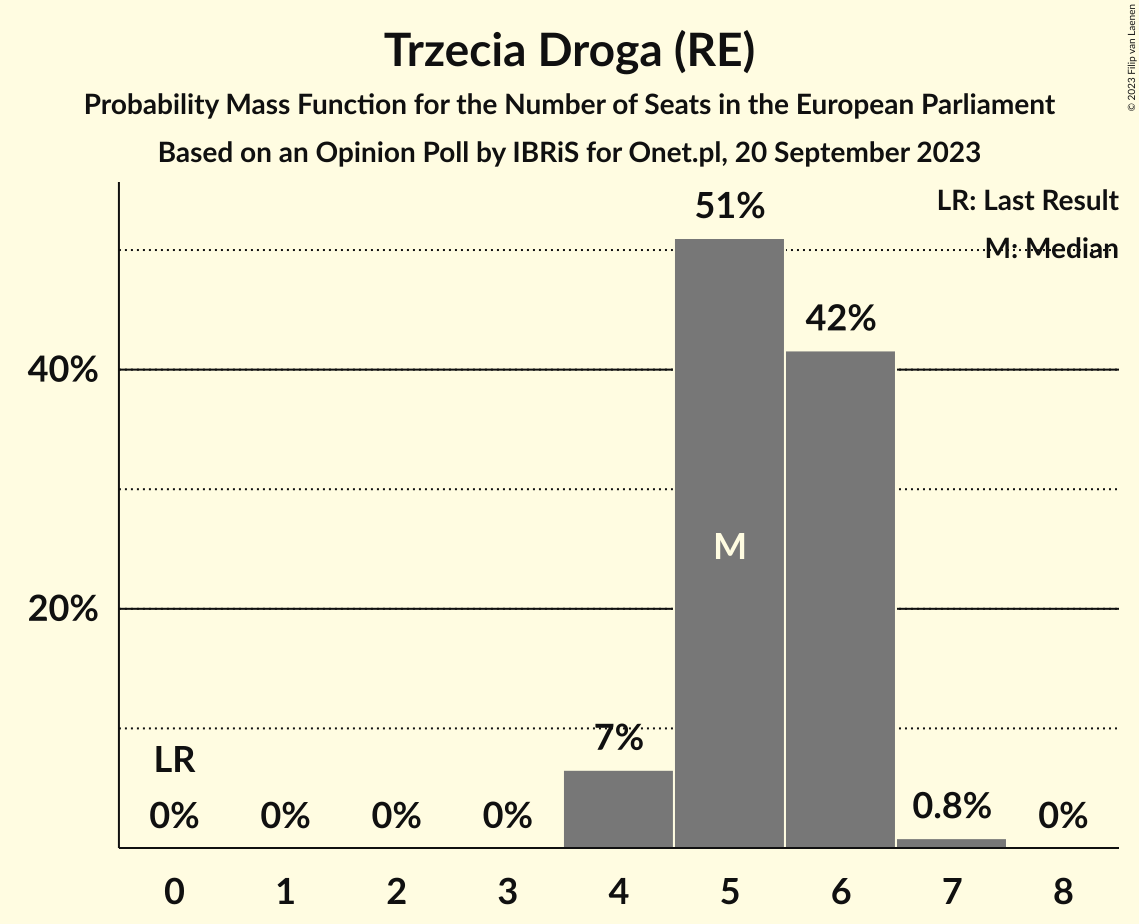 Trzecia Droga (RE)
Probability Mass Function for the Number of Seats in the European Parliament
Based on an Opinion Poll by IBRiS for Onet.pl, 20 September 2023
© 2023 Filip van Laenen
LR: Last Result
M: Median
51%
42%
40%
M
20%
7%
LR
0%
0%
0%
0%
0.8%
0%
0 1 2 3 4 5 6 7 8